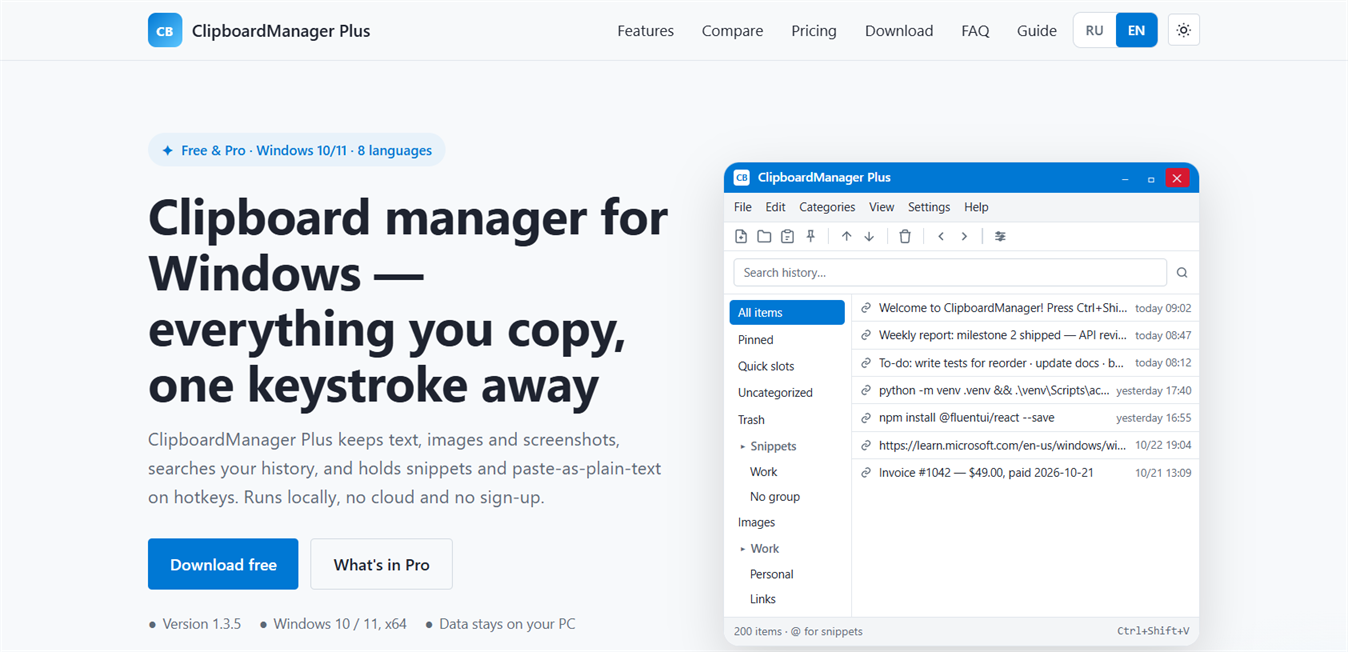 CB ClipboardManager Plus Features Compare Pricing Download FAQ Guide RU EN
✦ Free & Pro · Windows 10/11 · 8 languages
Clipboard manager for
Windows —
everything you copy,
one keystroke away
ClipboardManager Plus keeps text, images and screenshots,
searches your history, and holds snippets and paste-as-plain-text
on hotkeys. Runs locally, no cloud and no sign-up.
Download free What's in Pro
● Version 1.3.5 ● Windows 10 / 11, x64 ● Data stays on your PC
CB ClipboardManager Plus
File Edit Categories View Settings Help
Search history...
All items
Pinned
Quick slots
Uncategorized
Trash
Snippets
Work
No group
Images
Work
Personal
Links
Welcome to ClipboardManager! Press Ctrl+Shi... today 09:02
Weekly report: milestone 2 shipped — API revi... today 08:47
To-do: write tests for reorder · update docs · b... today 08:12
python -m venv .venv && .\venv\Scripts\ac... yesterday 17:40
npm install @fluentui/react --save yesterday 16:55
https://learn.microsoft.com/en-us/windows/wi... 10/22 19:04
Invoice #1042 — $49.00, paid 2026-10-21 10/21 13:09
200 items · @ for snippets Ctrl+Shift+V